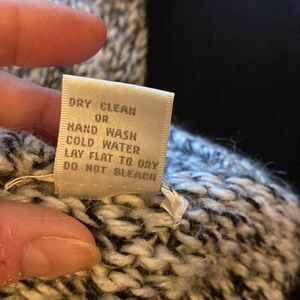 DRY CLEAN
OR
HAND WASH
COLD WATER
LAY FLAT TO DRY
DO NOT BLEACH